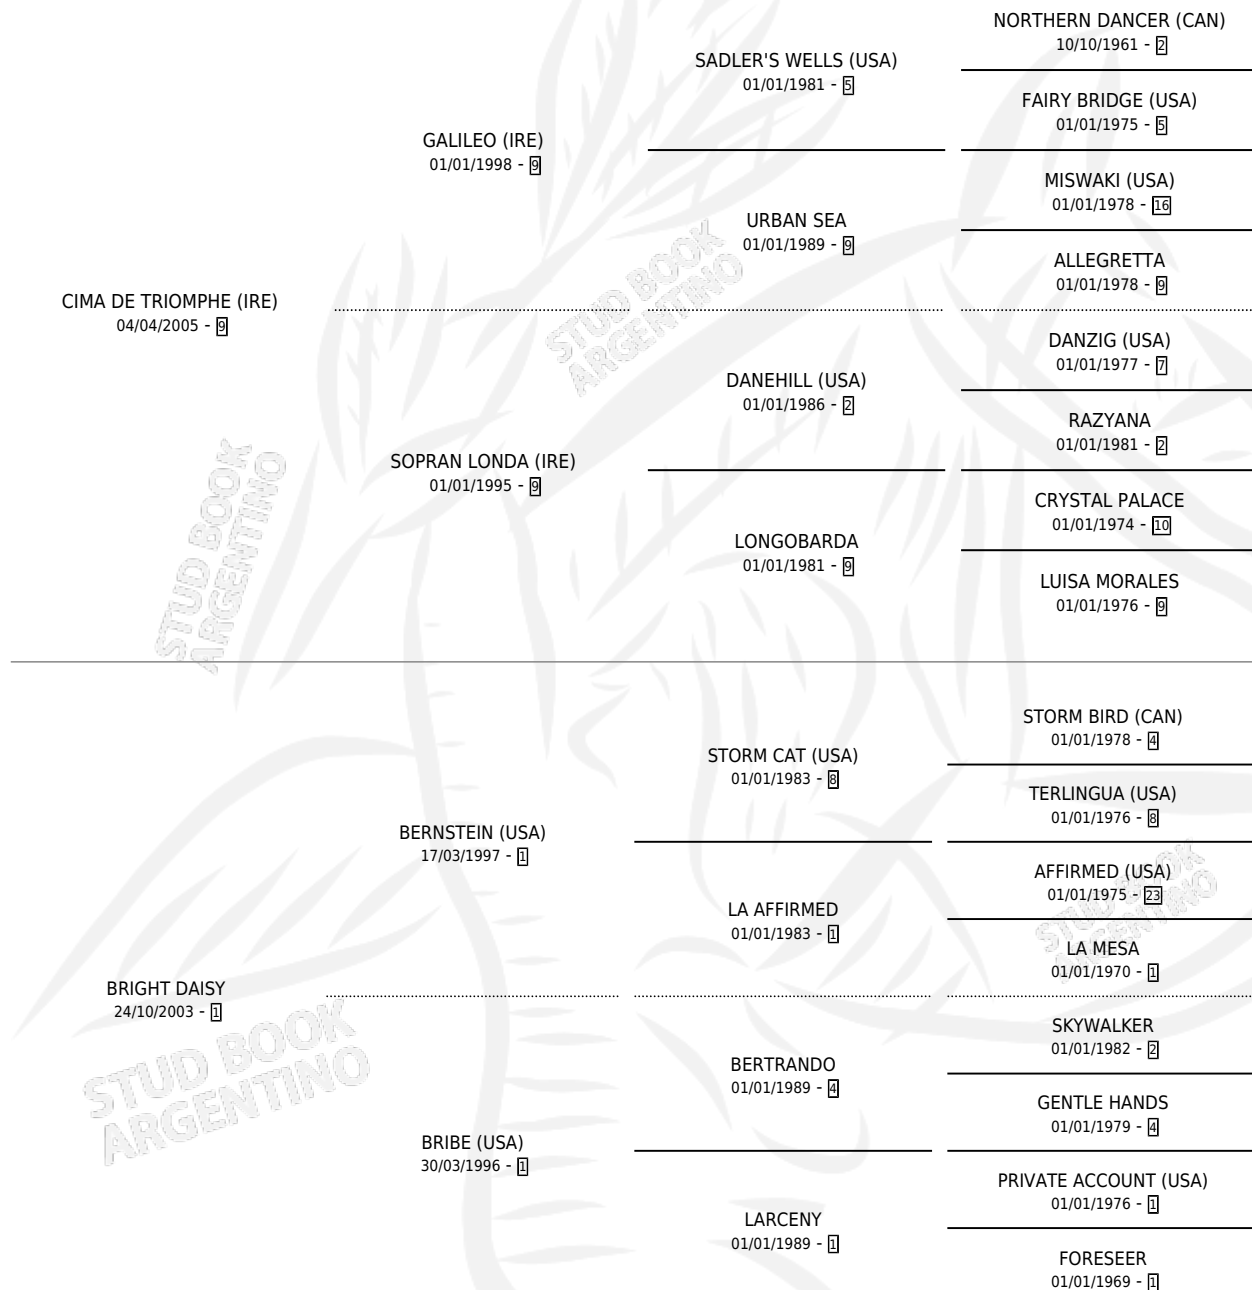 NORTHERN DANCER (CAN)
10/10/1961 - 2
SADLER'S WELLS (USA)
01/01/1981 - 5
FAIRY BRIDGE (USA)
01/01/1975 - 5
GALILEO (IRE)
01/01/1998 - 9
MISWAKI (USA)
01/01/1978 - 16
URBAN SEA
01/01/1989 - 9
ALLEGRETTA
01/01/1978 - 9
CIMA DE TRIOMPHE (IRE)
04/04/2005 - 9
STUD BOOK
ARGENTINO
DANZIG (USA)
01/01/1977 - 7
DANEHILL (USA)
01/01/1986 - 2
RAZYANA
01/01/1981 - 2
SOPRAN LONDA (IRE)
01/01/1995 - 9
CRYSTAL PALACE
01/01/1974 - 10
LONGOBARDA
01/01/1981 - 9
LUISA MORALES
01/01/1976 - 9
STUD BOOK
ARGENTINO
STORM BIRD (CAN)
01/01/1978 - 4
STORM CAT (USA)
01/01/1983 - 8
TERLINGUA (USA)
01/01/1976 - 8
BERNSTEIN (USA)
17/03/1997 - 1
AFFIRMED (USA)
01/01/1975 - 23
LA AFFIRMED
01/01/1983 - 1
STUD BOOK
ARGENTINO
LA MESA
01/01/1970 - 1
BRIGHT DAISY
24/10/2003 - 1
STUD BOOK
ARGENTINO
SKYWALKER
01/01/1982 - 2
BERTRANDO
01/01/1989 - 4
GENTLE HANDS
01/01/1979 - 4
BRIBE (USA)
30/03/1996 - 1
PRIVATE ACCOUNT (USA)
01/01/1976 - 1
LARCENY
01/01/1989 - 1
FORESEER
01/01/1969 - 1